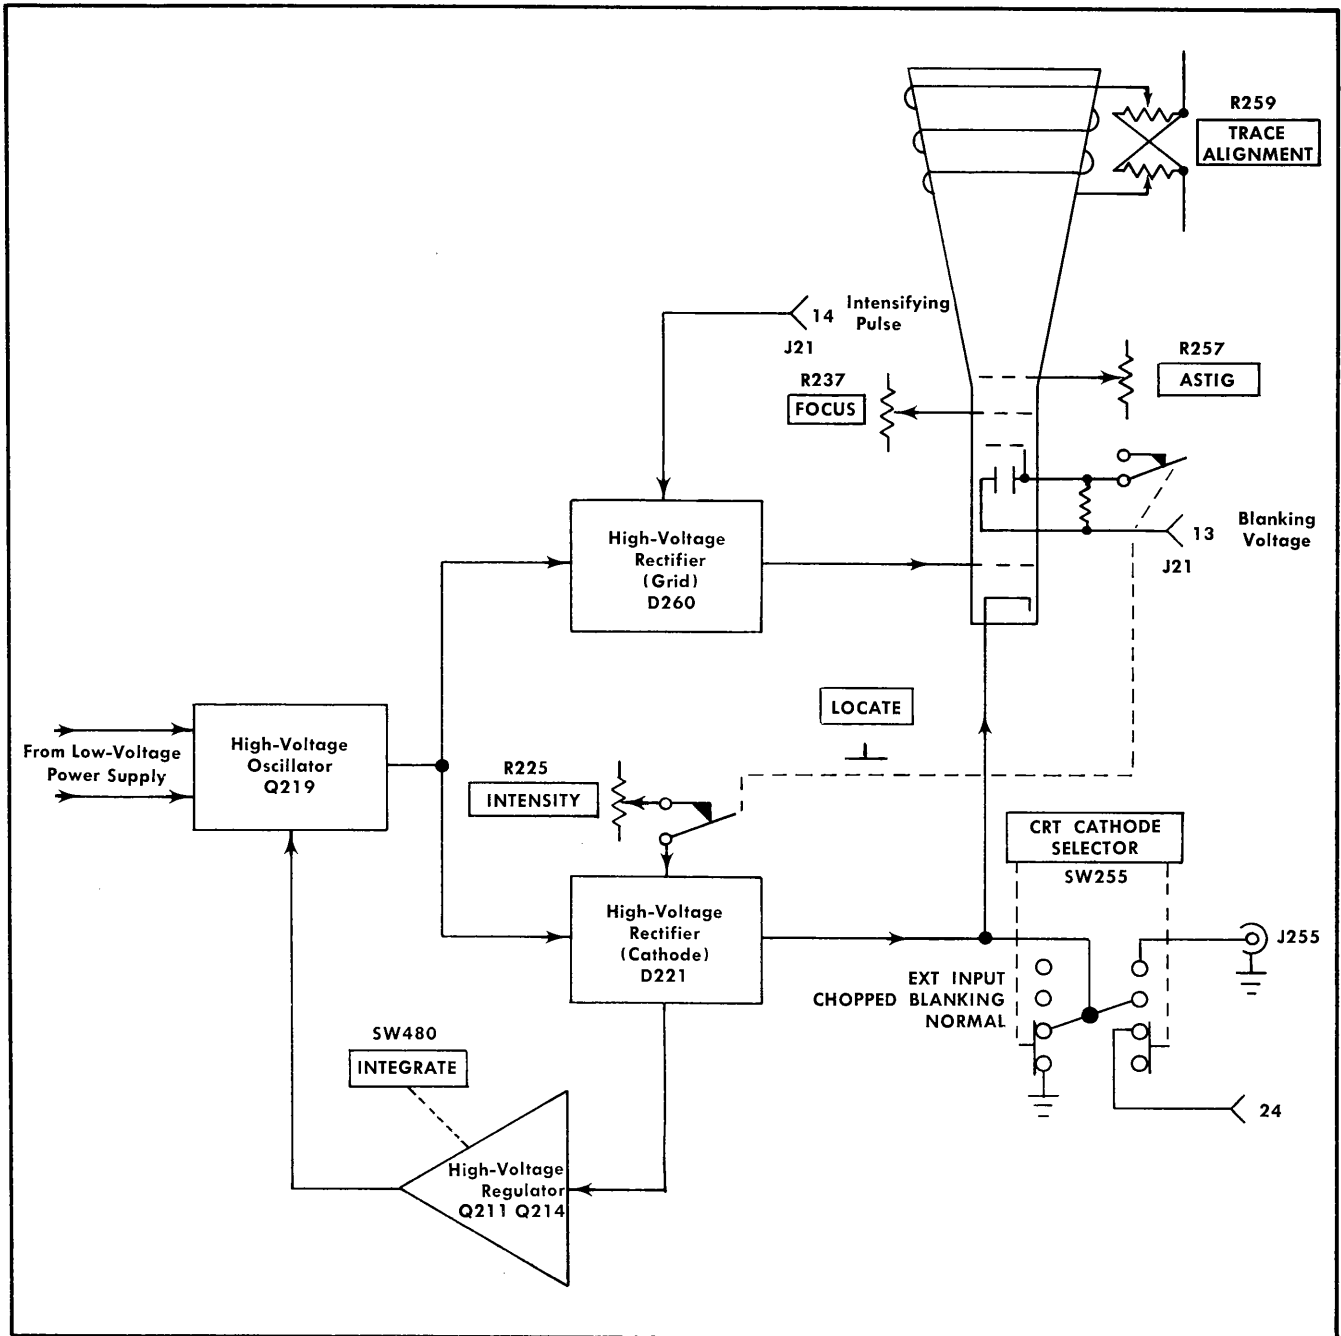 R259
TRACE
ALIGNMENT
14
Intensifying
Pulse
J21
R237
FOCUS
R257
ASTIG
High-Voltage
Rectifier
(Grid)
D260
13
Blanking
Voltage
J21
LOCATE
From Low-Voltage
Power Supply
High-Voltage
Oscillator
Q219
R225
INTENSITY
CRT CATHODE
SELECTOR
SW255
High-Voltage
Rectifier
(Cathode)
D221
J255
EXT INPUT
CHOPPED BLANKING
NORMAL
SW480
INTEGRATE
24
High-Voltage
Regulator
Q211 Q214